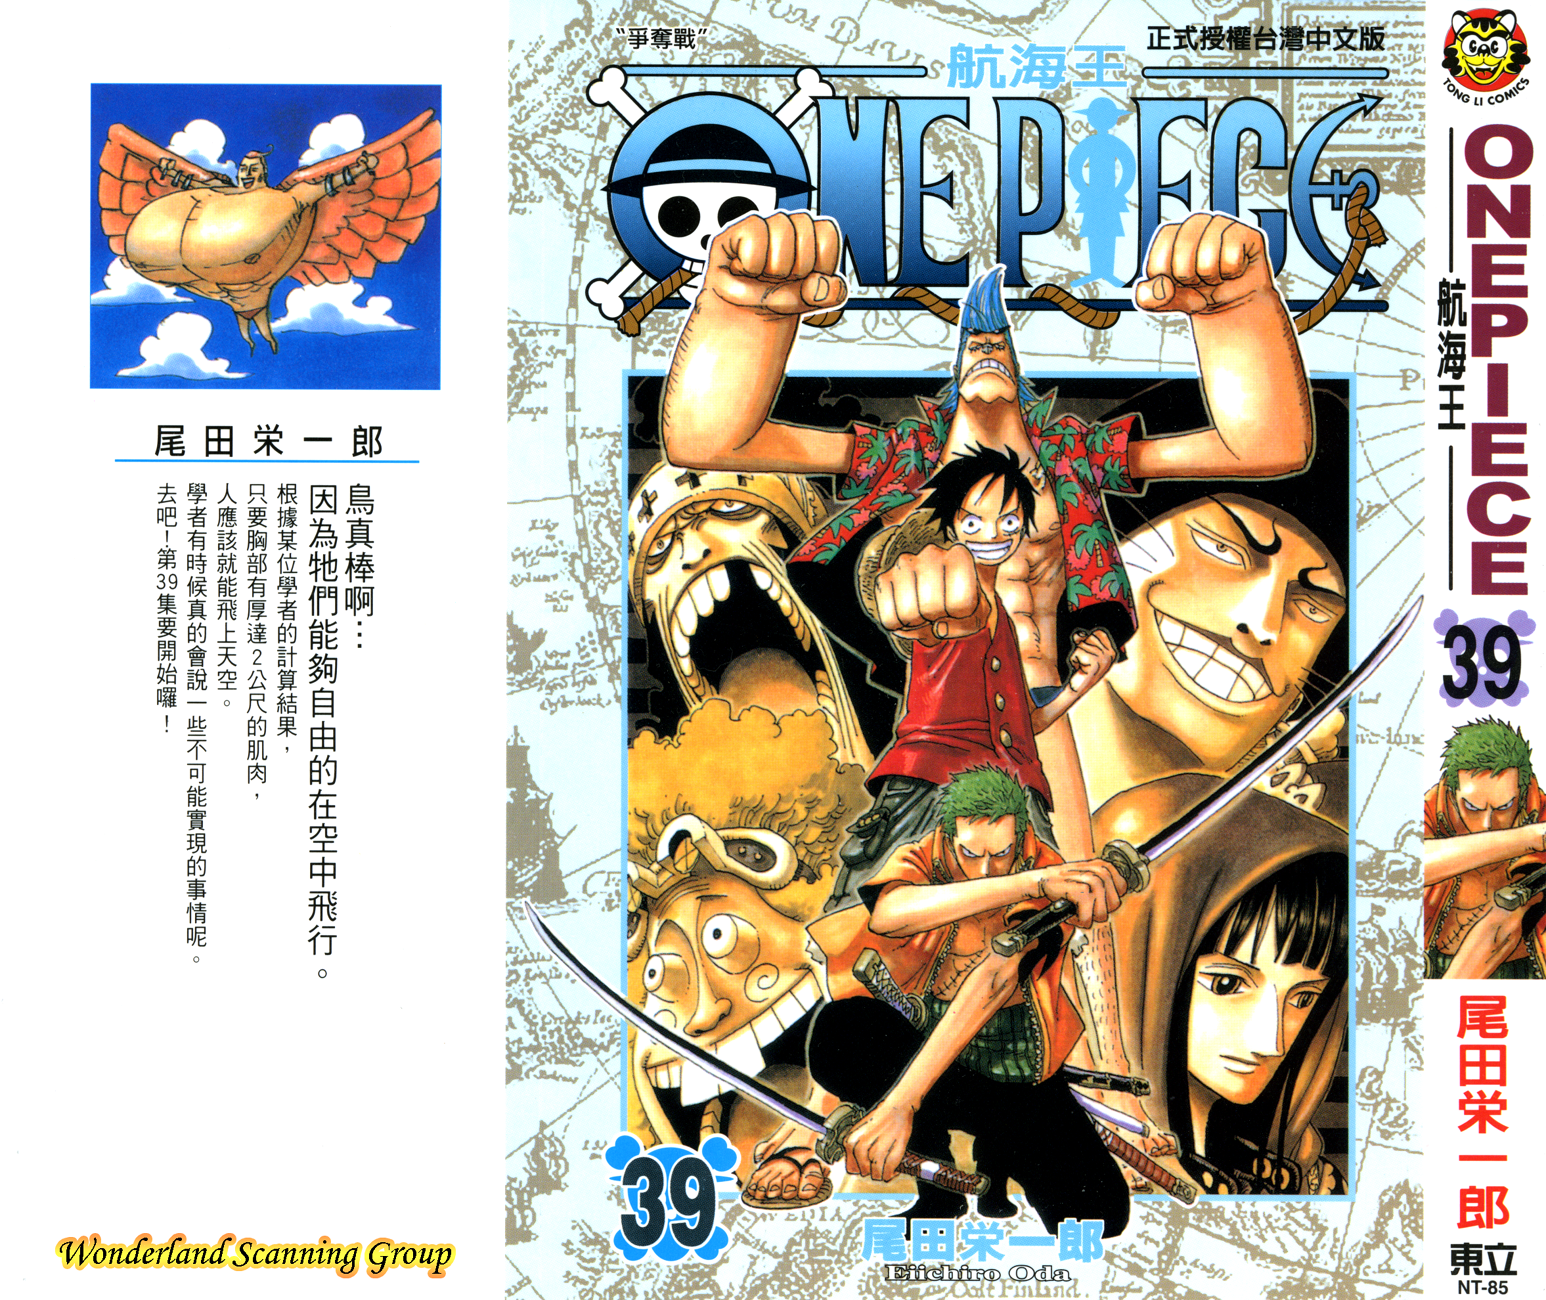 尾田栄一郎
鳥真棒啊…
因為牠們能夠自由的在空中飛行。
根據某位學者的計算結果，
只要胸部有厚達2公尺的肌肉，
人應該就能飛上天空。
學者有時候真的會說一些不可能實現的事情呢。
去吧！第39集要開始囉！
Wonderland Scanning Group
“爭奪戰”
航海王
正式授權台灣中文版
ONE PIECE
39
尾田栄一郎
Eiichiro Oda
TONG LI COMICS
ONE PIECE
航海王
39
尾田栄一郎
東立
NT-85